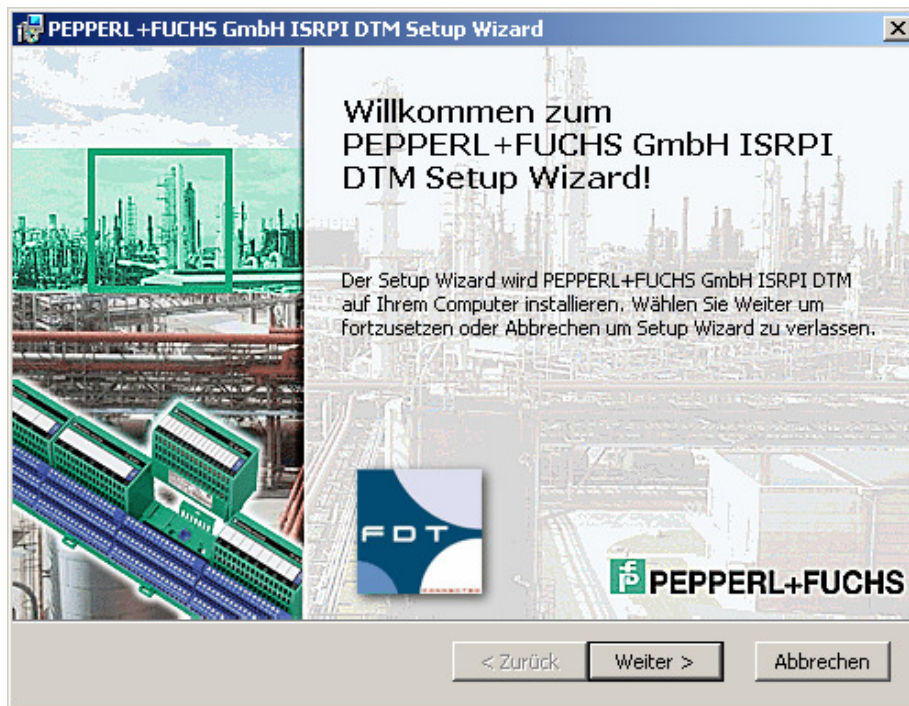 PEPPERL+FUCHS GmbH ISRPI DTM Setup Wizard
Willkommen zum
PEPPERL+FUCHS GmbH ISRPI
DTM Setup Wizard!
Der Setup Wizard wird PEPPERL+FUCHS GmbH ISRPI DTM
auf Ihrem Computer installieren. Wählen Sie Weiter um
fortzusetzen oder Abbrechen um Setup Wizard zu verlassen.
FDT
CONNECTED
PEPPERL+FUCHS
< Zurück
Weiter >
Abbrechen